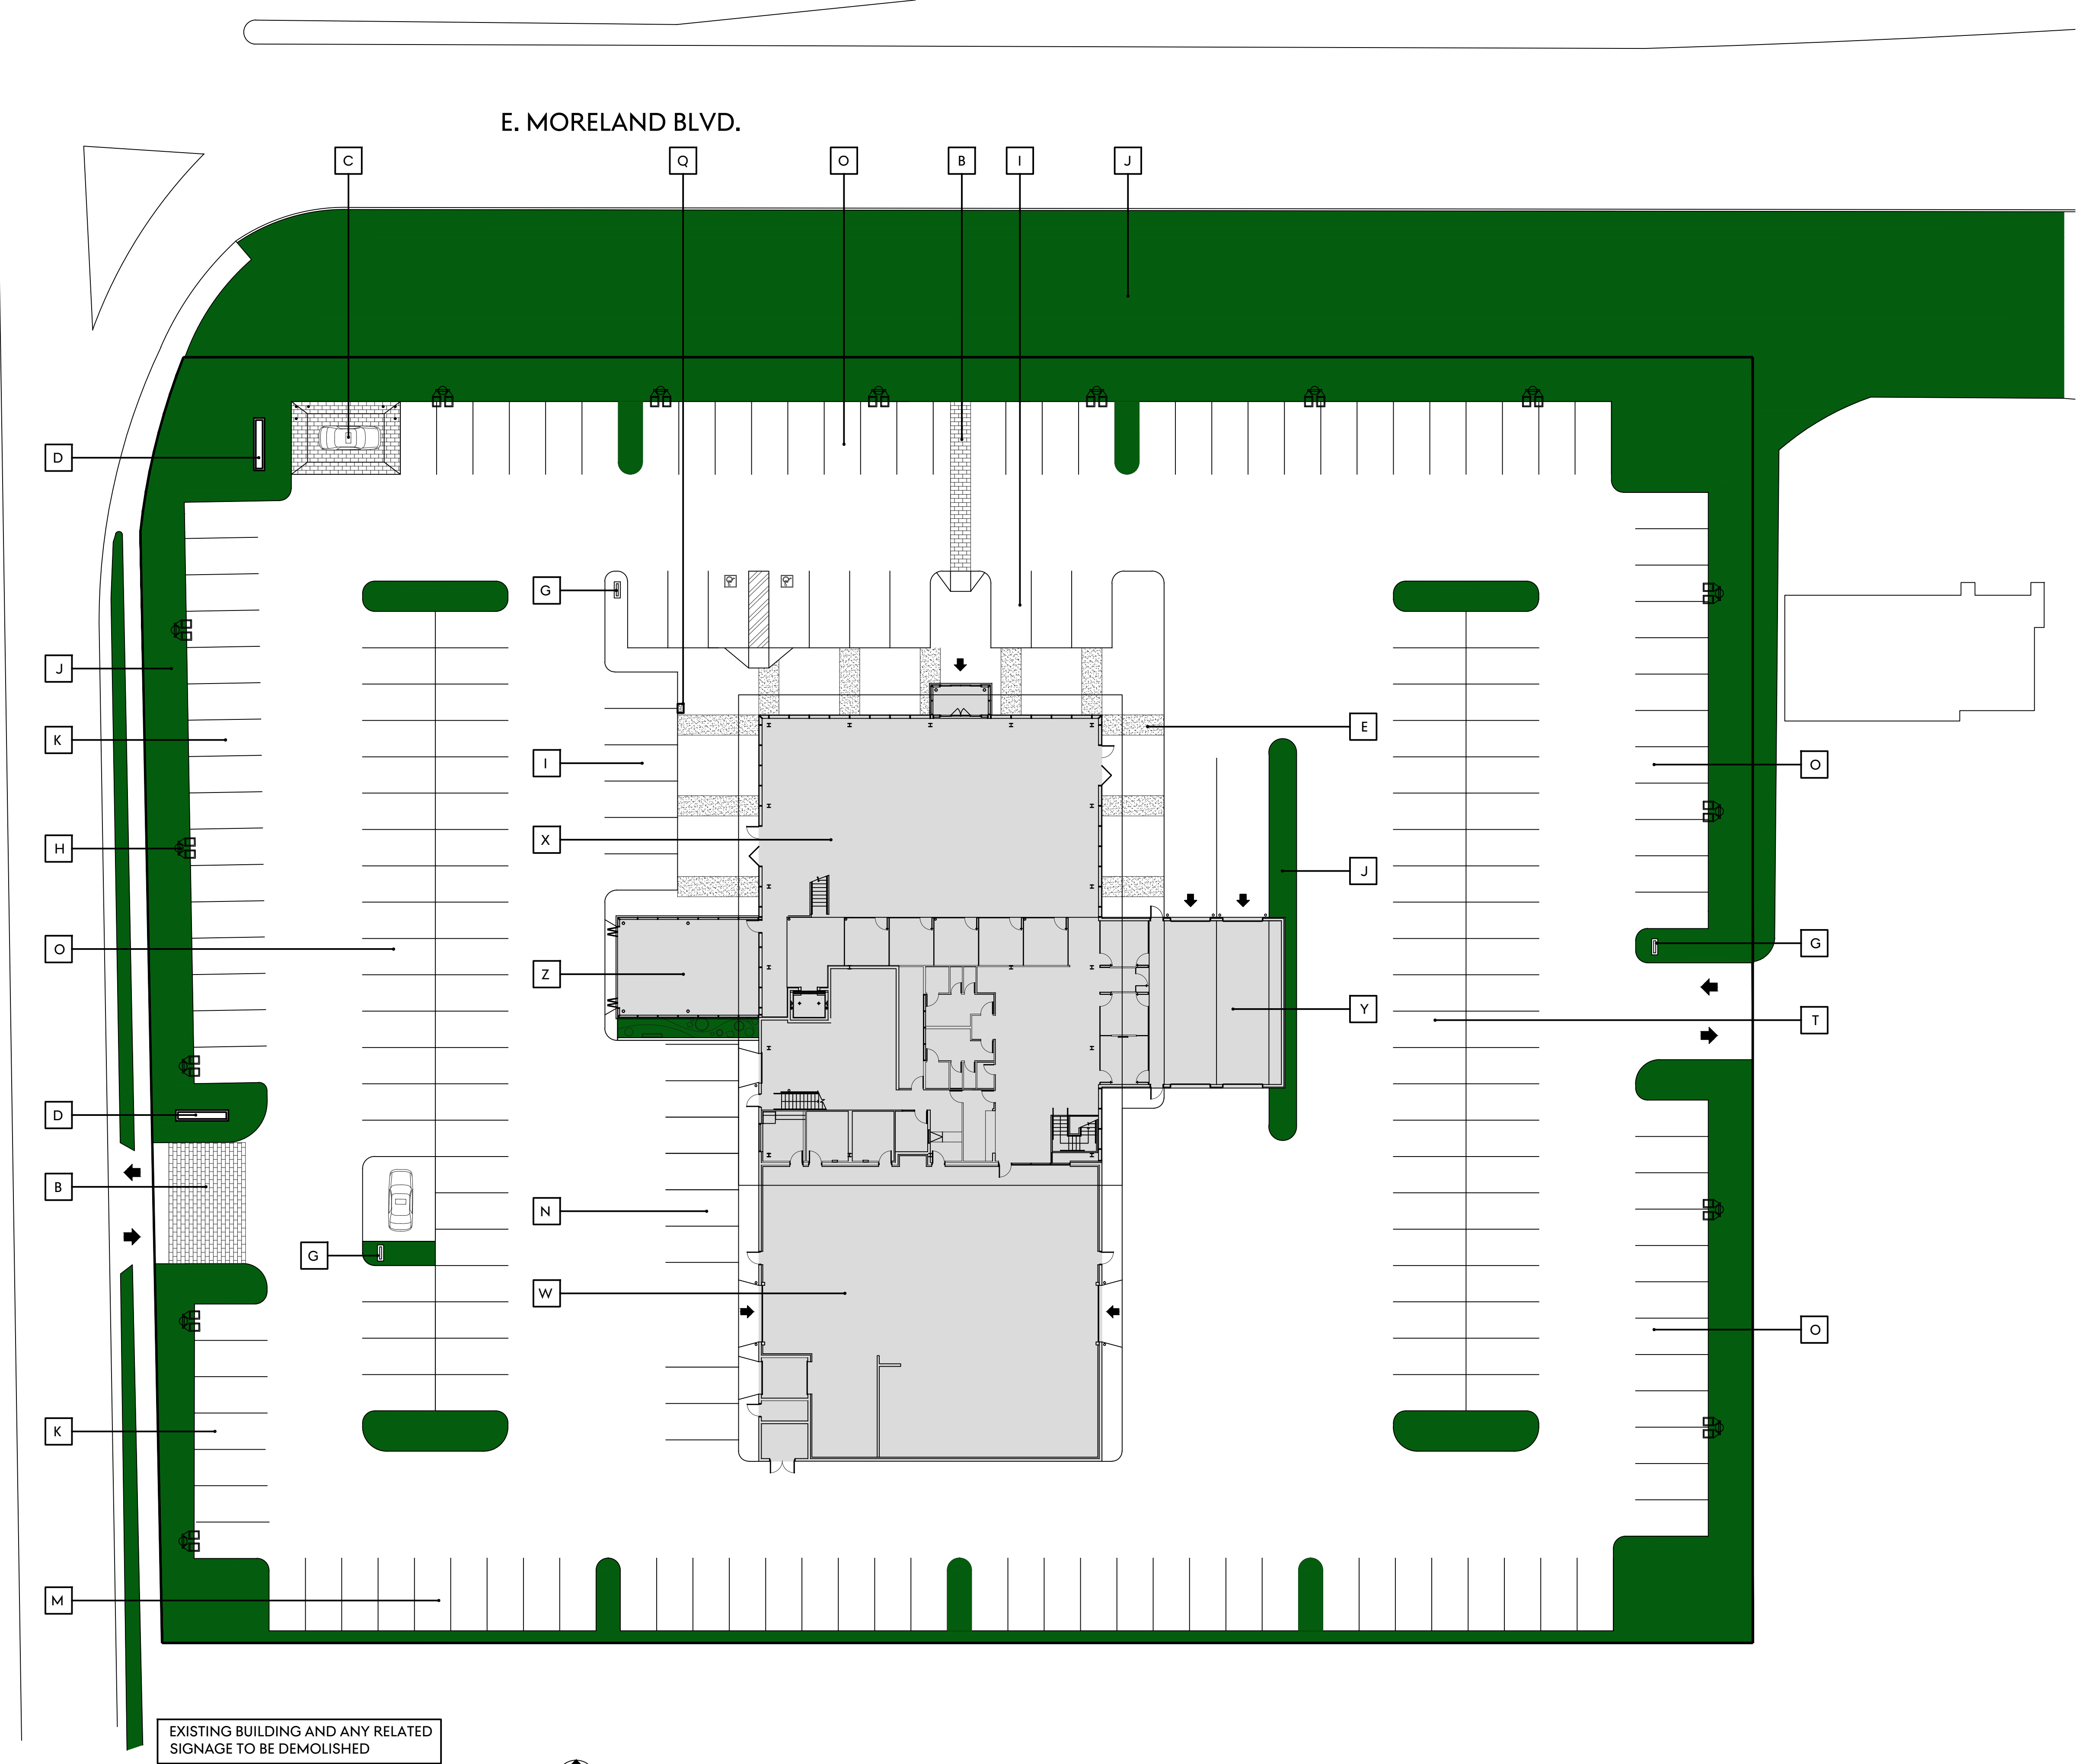 E. MORELAND BLVD.
C
Q
O
B
I
J
D
G
J
K
E
I
O
X
H
J
G
O
Z
Y
T
D
B
N
G
W
O
K
M
EXISTING BUILDING AND ANY RELATED
SIGNAGE TO BE DEMOLISHED